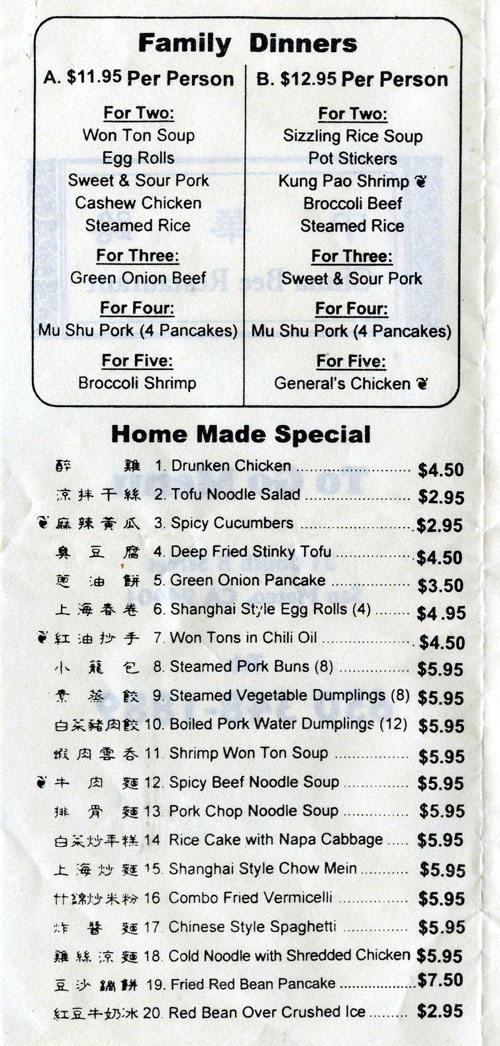 Family Dinners
A. $11.95 Per Person
For Two:
Won Ton Soup
Egg Rolls
Sweet & Sour Pork
Cashew Chicken
Steamed Rice
For Three:
Green Onion Beef
For Four:
Mu Shu Pork (4 Pancakes)
For Five:
Broccoli Shrimp
B. $12.95 Per Person
For Two:
Sizzling Rice Soup
Pot Stickers
Kung Pao Shrimp
Broccoli Beef
Steamed Rice
For Three:
Sweet & Sour Pork
For Four:
Mu Shu Pork (4 Pancakes)
For Five:
General's Chicken
Home Made Special
醉雞 1. Drunken Chicken $4.50
涼拌干絲 2. Tofu Noodle Salad $2.95
麻辣黃瓜 3. Spicy Cucumbers $2.95
臭豆腐 4. Deep Fried Stinky Tofu $4.50
蔥油餅 5. Green Onion Pancake $3.50
上海春卷 6. Shanghai Style Egg Rolls (4) $4.95
紅油抄手 7. Won Tons in Chili Oil $4.50
小籠包 8. Steamed Pork Buns (8) $5.95
素蒸餃 9. Steamed Vegetable Dumplings (8) $5.95
白菜豬肉餃 10. Boiled Pork Water Dumplings (12) $5.95
蝦肉雲吞 11. Shrimp Won Ton Soup $5.95
牛肉麵 12. Spicy Beef Noodle Soup $5.95
排骨麵 13. Pork Chop Noodle Soup $5.95
白菜炒年糕 14 Rice Cake with Napa Cabbage $5.95
上海炒麵 15. Shanghai Style Chow Mein $5.95
什錦炒米粉 16 Combo Fried Vermicelli $5.95
炸醬麵 17. Chinese Style Spaghetti $5.95
雞絲涼麵 18. Cold Noodle with Shredded Chicken $5.95
豆沙鍋餅 19. Fried Red Bean Pancake $7.50
紅豆牛奶冰 20. Red Bean Over Crushed Ice $2.95